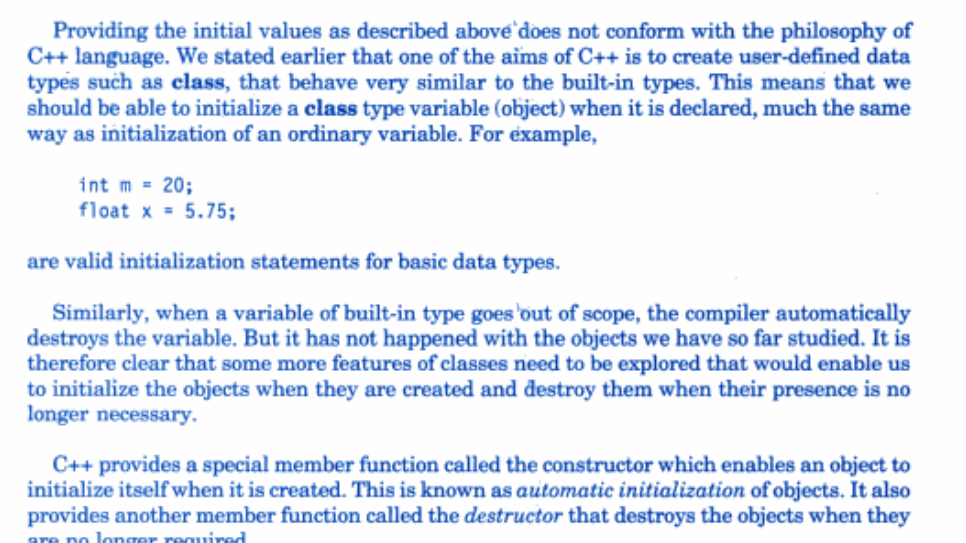 Providing the initial values as described above does not conform with the philosophy of
C++ language. We stated earlier that one of the aims of C++ is to create user-defined data
types such as class, that behave very similar to the built-in types. This means that we
should be able to initialize a class type variable (object) when it is declared, much the same
way as initialization of an ordinary variable. For example,
int m = 20;
float x = 5.75;
are valid initialization statements for basic data types.
Similarly, when a variable of built-in type goes out of scope, the compiler automatically
destroys the variable. But it has not happened with the objects we have so far studied. It is
therefore clear that some more features of classes need to be explored that would enable us
to initialize the objects when they are created and destroy them when their presence is no
longer necessary.
C++ provides a special member function called the constructor which enables an object to
initialize itself when it is created. This is known as automatic initialization of objects. It also
provides another member function called the destructor that destroys the objects when they
are no longer required